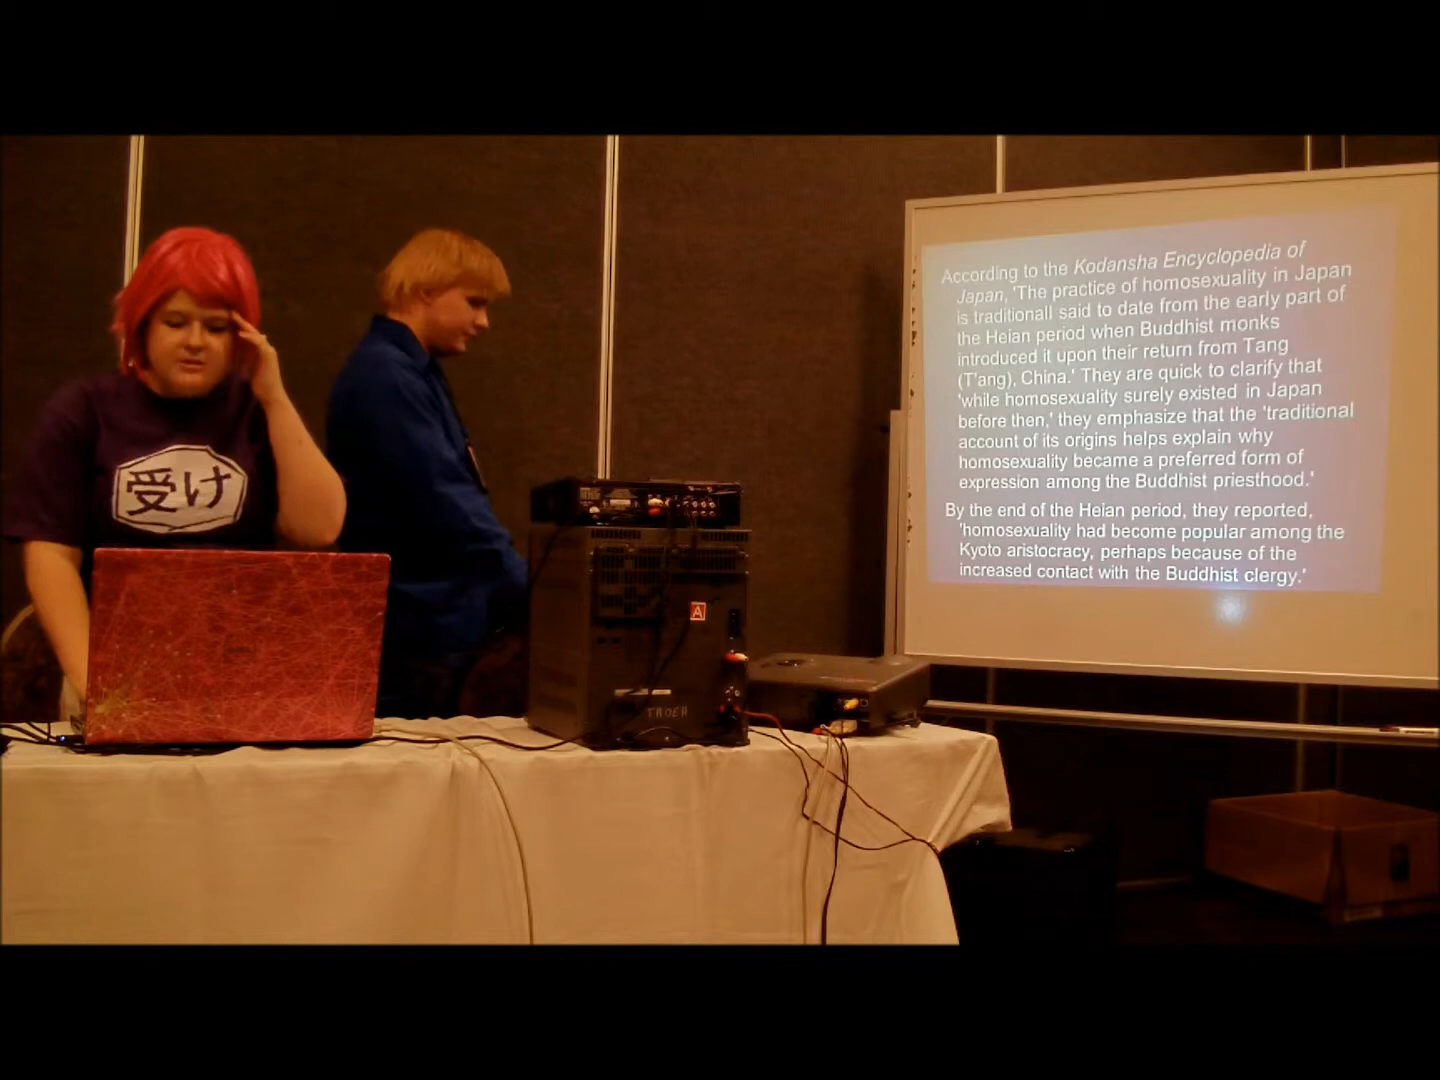 受け
A
TROEA
According to the Kodansha Encyclopedia of
Japan, 'The practice of homosexuality in Japan
is traditionall said to date from the early part of
the Heian period when Buddhist monks
introduced it upon their return from Tang
(T'ang), China.' They are quick to clarify that
'while homosexuality surely existed in Japan
before then,' they emphasize that the 'traditional
account of its origins helps explain why
homosexuality became a preferred form of
expression among the Buddhist priesthood.'
By the end of the Heian period, they reported,
'homosexuality had become popular among the
Kyoto aristocracy, perhaps because of the
increased contact with the Buddhist clergy.'